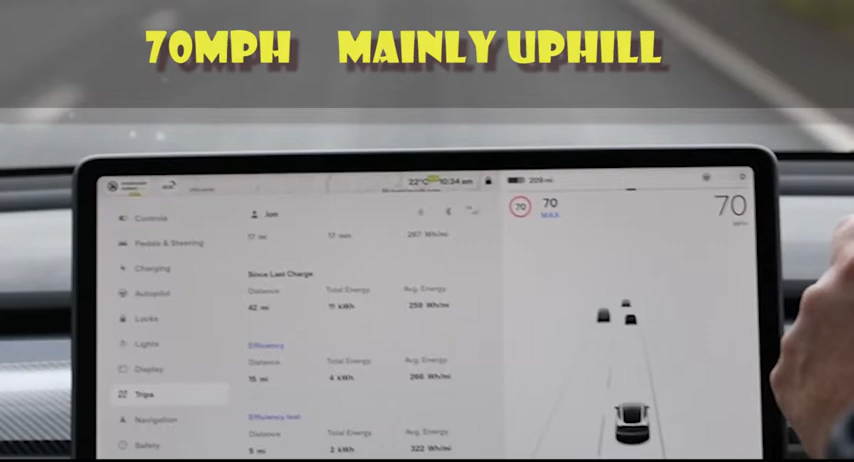 70MPH MAINLY UPHILL
22°C 10:34 am
209 mi
D
Jon
70
70
MAX
70
MPH
Controls
17 mi
17 min
267 Wh/mi
Pedals & Steering
Charging
Since Last Charge
Distance
Total Energy
Avg. Energy
Autopilot
42 mi
11 kWh
259 Wh/mi
Locks
Lights
Efficiency
Distance
Total Energy
Avg. Energy
Display
15 mi
4 kWh
266 Wh/mi
Trips
Navigation
Efficiency test
Distance
Total Energy
Avg. Energy
Safety
5 mi
2 kWh
322 Wh/mi